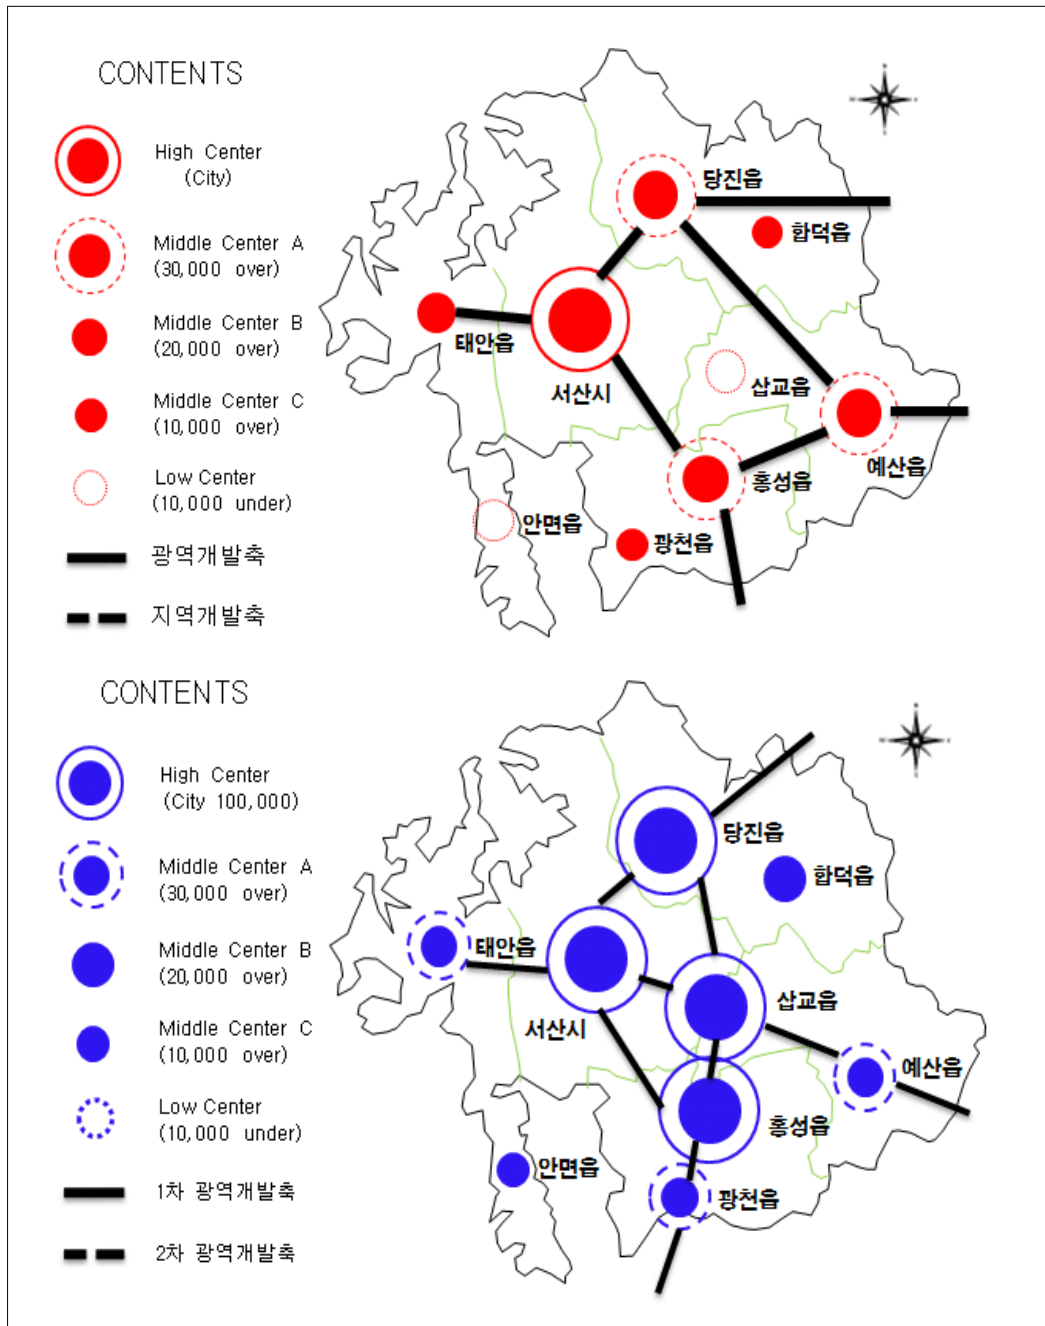 CONTENTS
High Center
(City)
Middle Center A
(30,000 over)
Middle Center B
(20,000 over)
Middle Center C
(10,000 over)
Low Center
(10,000 under)
광역개발축
지역개발축
당진읍
합덕읍
태안읍
서산시
삽교읍
예산읍
홍성읍
안면읍
광천읍
CONTENTS
High Center
(City 100,000)
Middle Center A
(30,000 over)
Middle Center B
(20,000 over)
Middle Center C
(10,000 over)
Low Center
(10,000 under)
1차 광역개발축
2차 광역개발축
당진읍
합덕읍
태안읍
서산시
삽교읍
예산읍
홍성읍
안면읍
광천읍